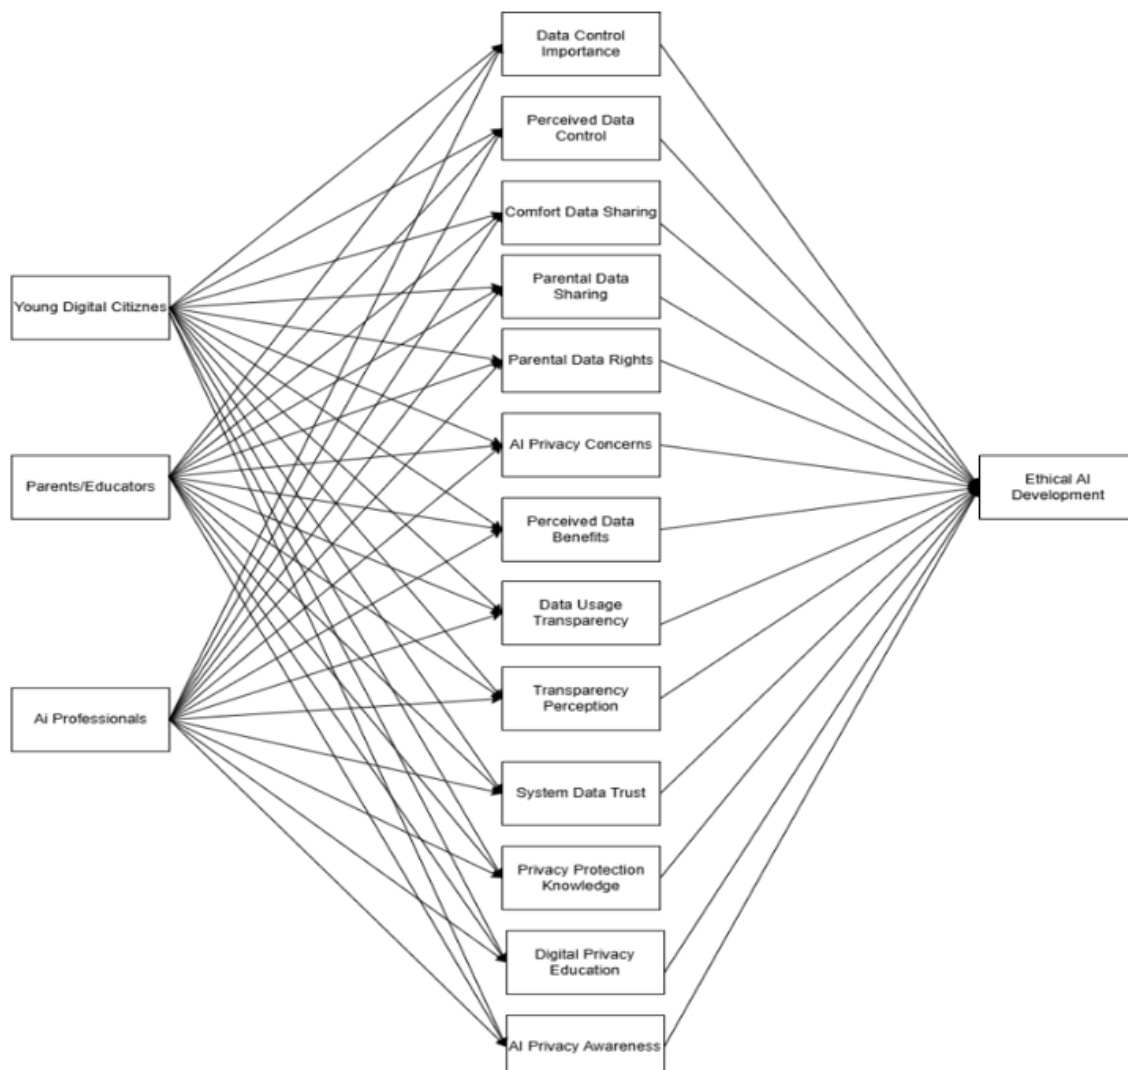 Data Control
Importance
Perceived Data
Control
Comfort Data Sharing
Parental Data
Sharing
Young Digital Citiznes
Parental Data Rights
AI Privacy Concerns
Parents/Educators
Ethical AI
Development
Perceived Data
Benefits
Data Usage
Transparency
Transparency
Perception
Ai Professionals
System Data Trust
Privacy Protection
Knowledge
Digital Privacy
Education
AI Privacy Awareness